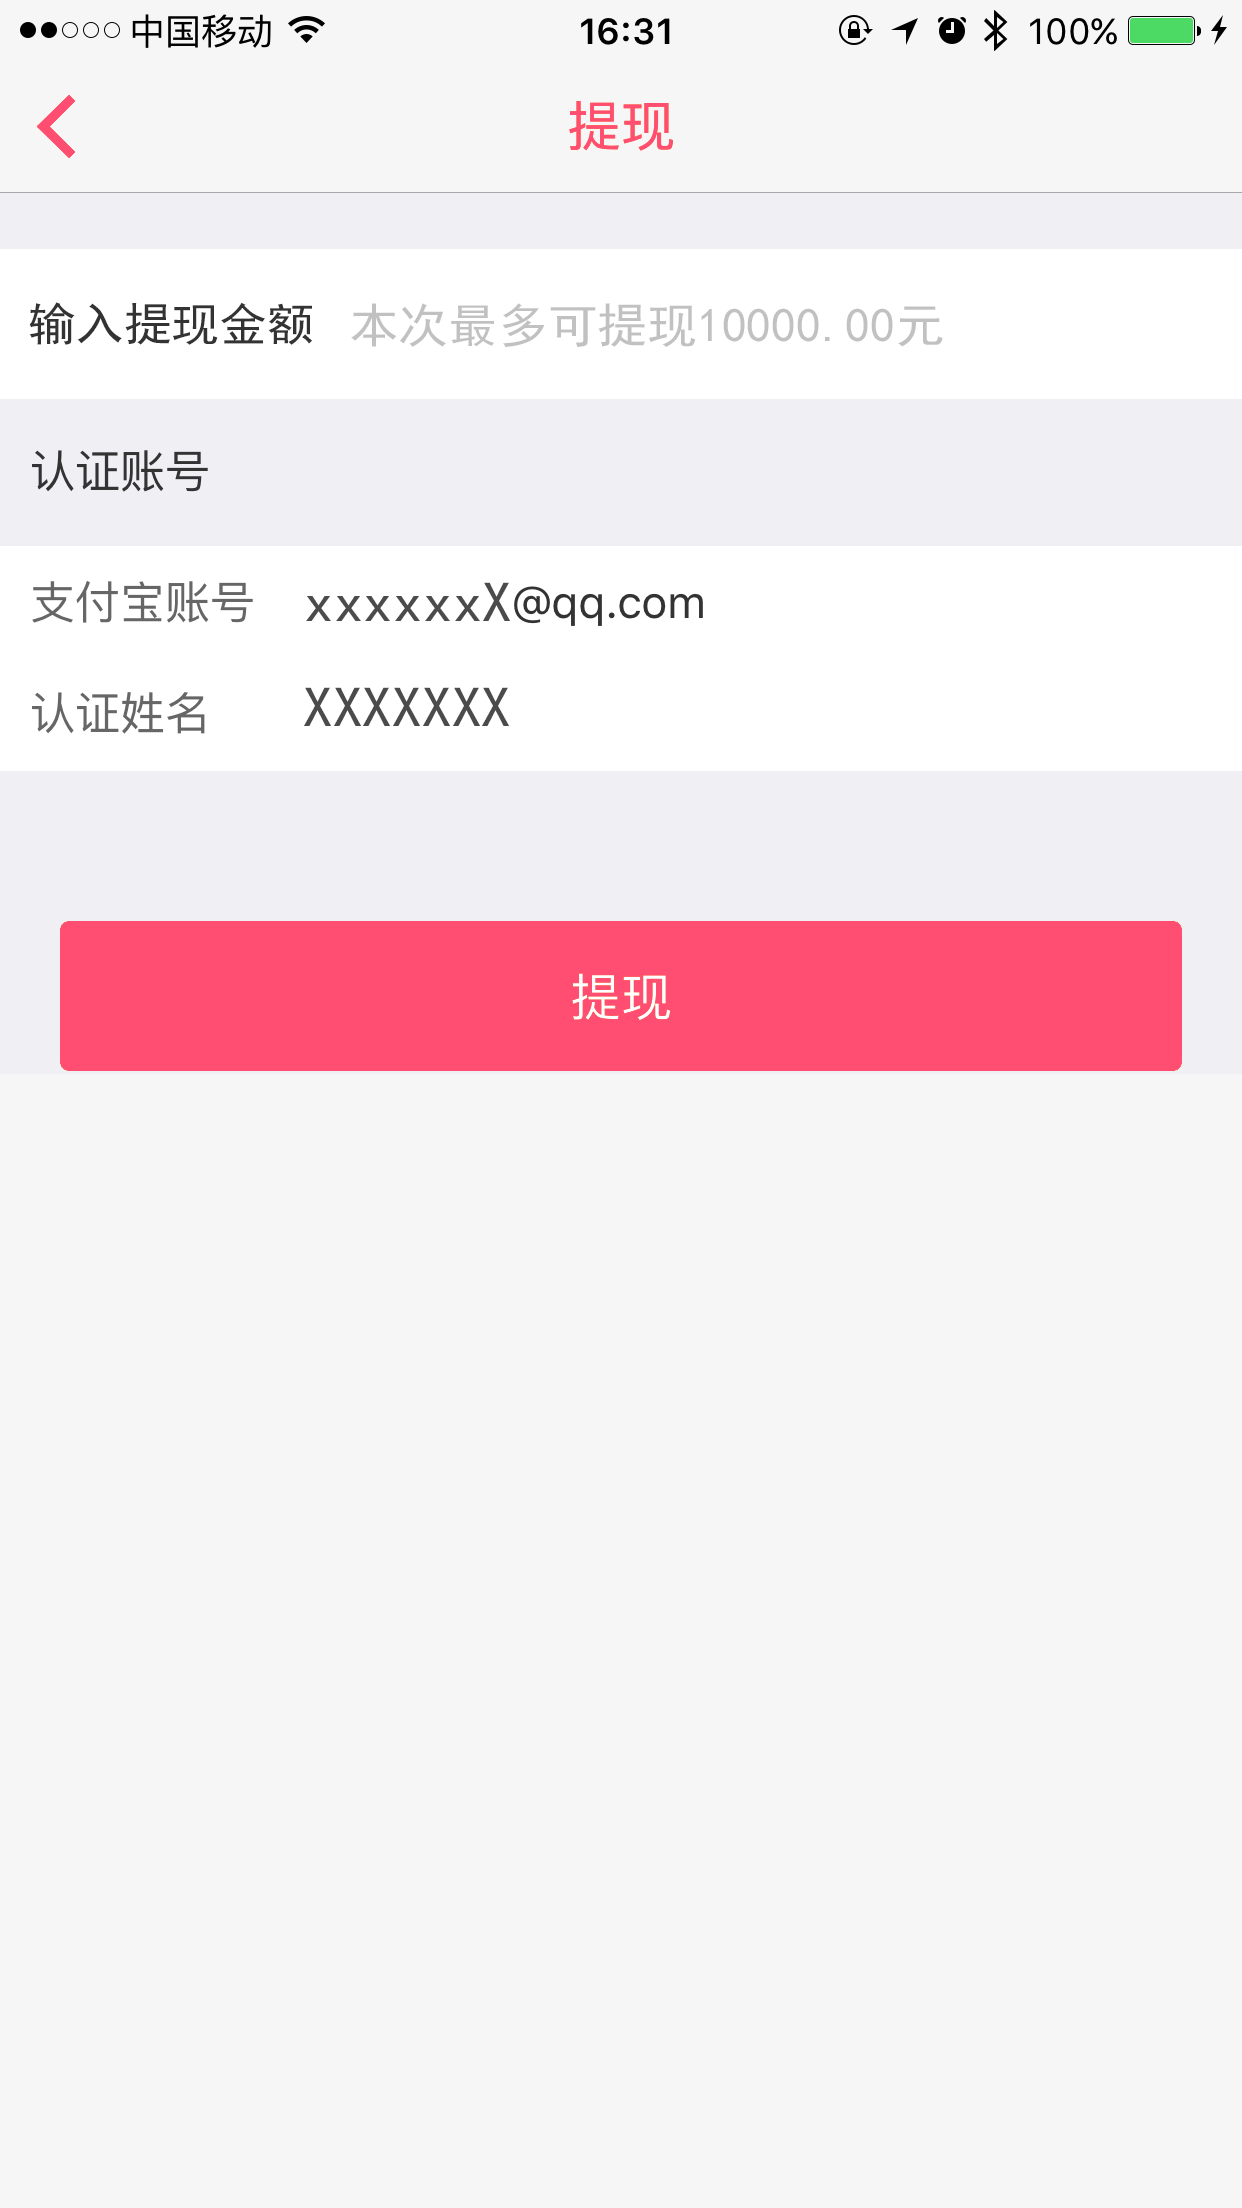 中国移动 16:31 100%
提现
输入提现金额 本次最多可提现10000.00元
认证账号
支付宝账号 xxxxxxX@qq.com
认证姓名 XXXXXXX
提现